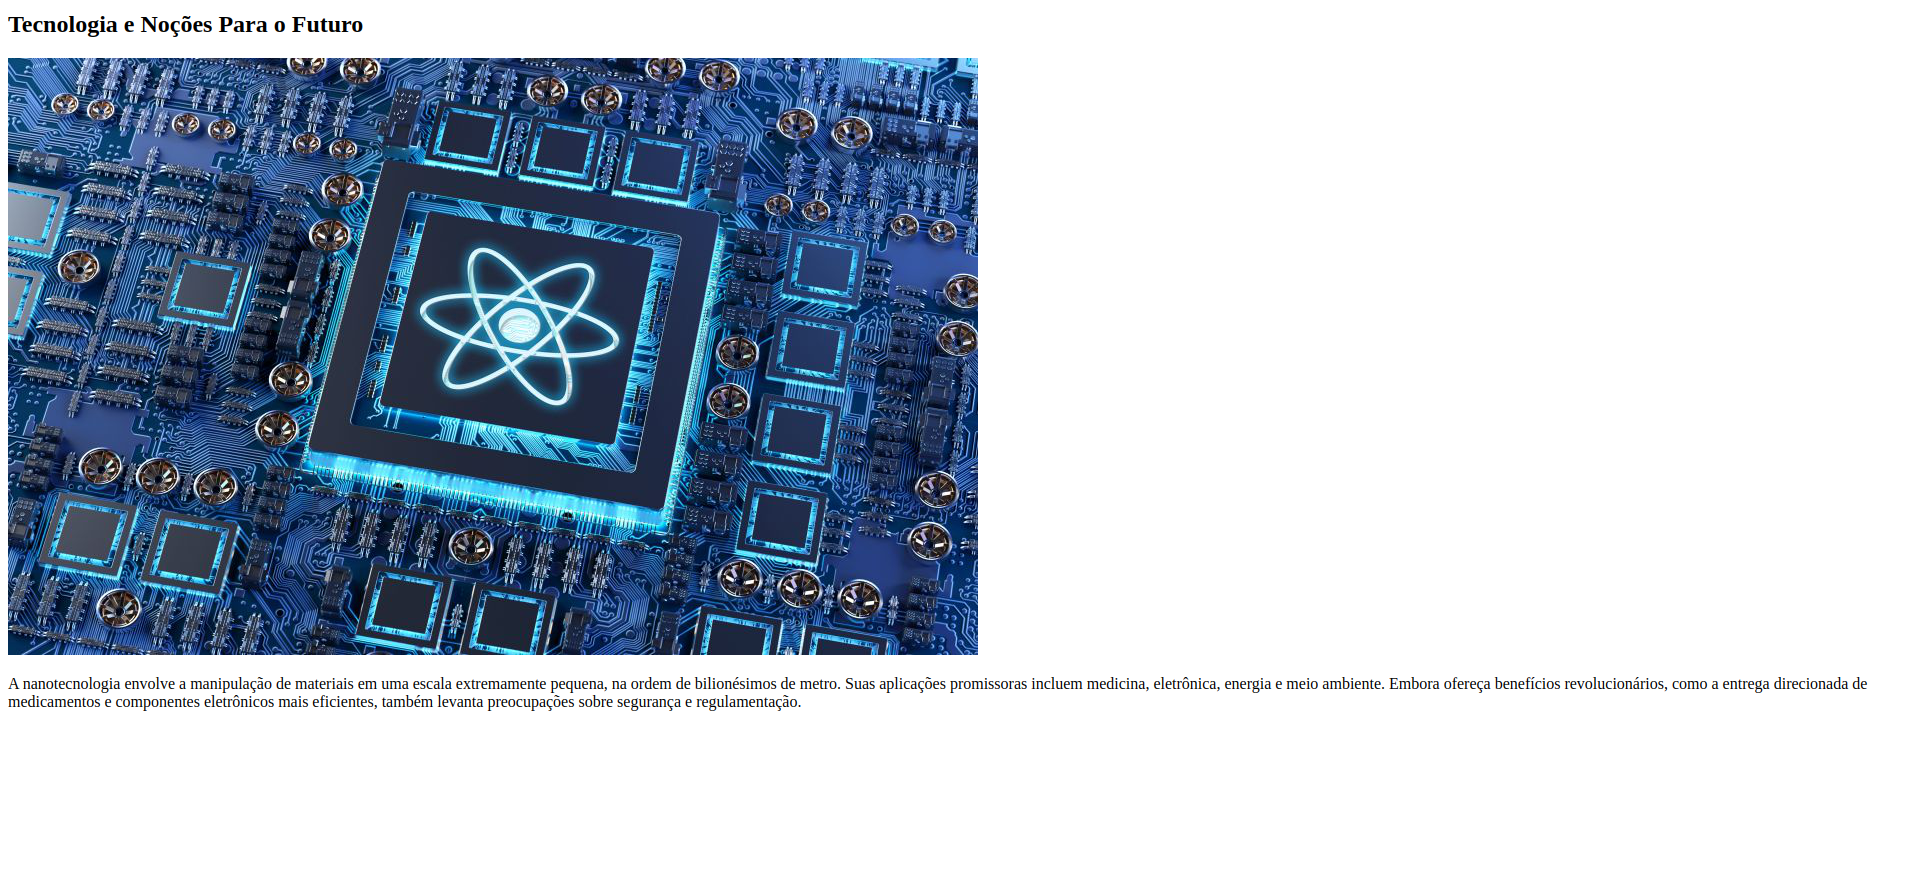 Tecnologia e Noções Para o Futuro
A nanotecnologia envolve a manipulação de materiais em uma escala extremamente pequena, na ordem de bilionésimos de metro. Suas aplicações promissoras incluem medicina, eletrônica, energia e meio ambiente. Embora ofereça benefícios revolucionários, como a entrega direcionada de
medicamentos e componentes eletrônicos mais eficientes, também levanta preocupações sobre segurança e regulamentação.